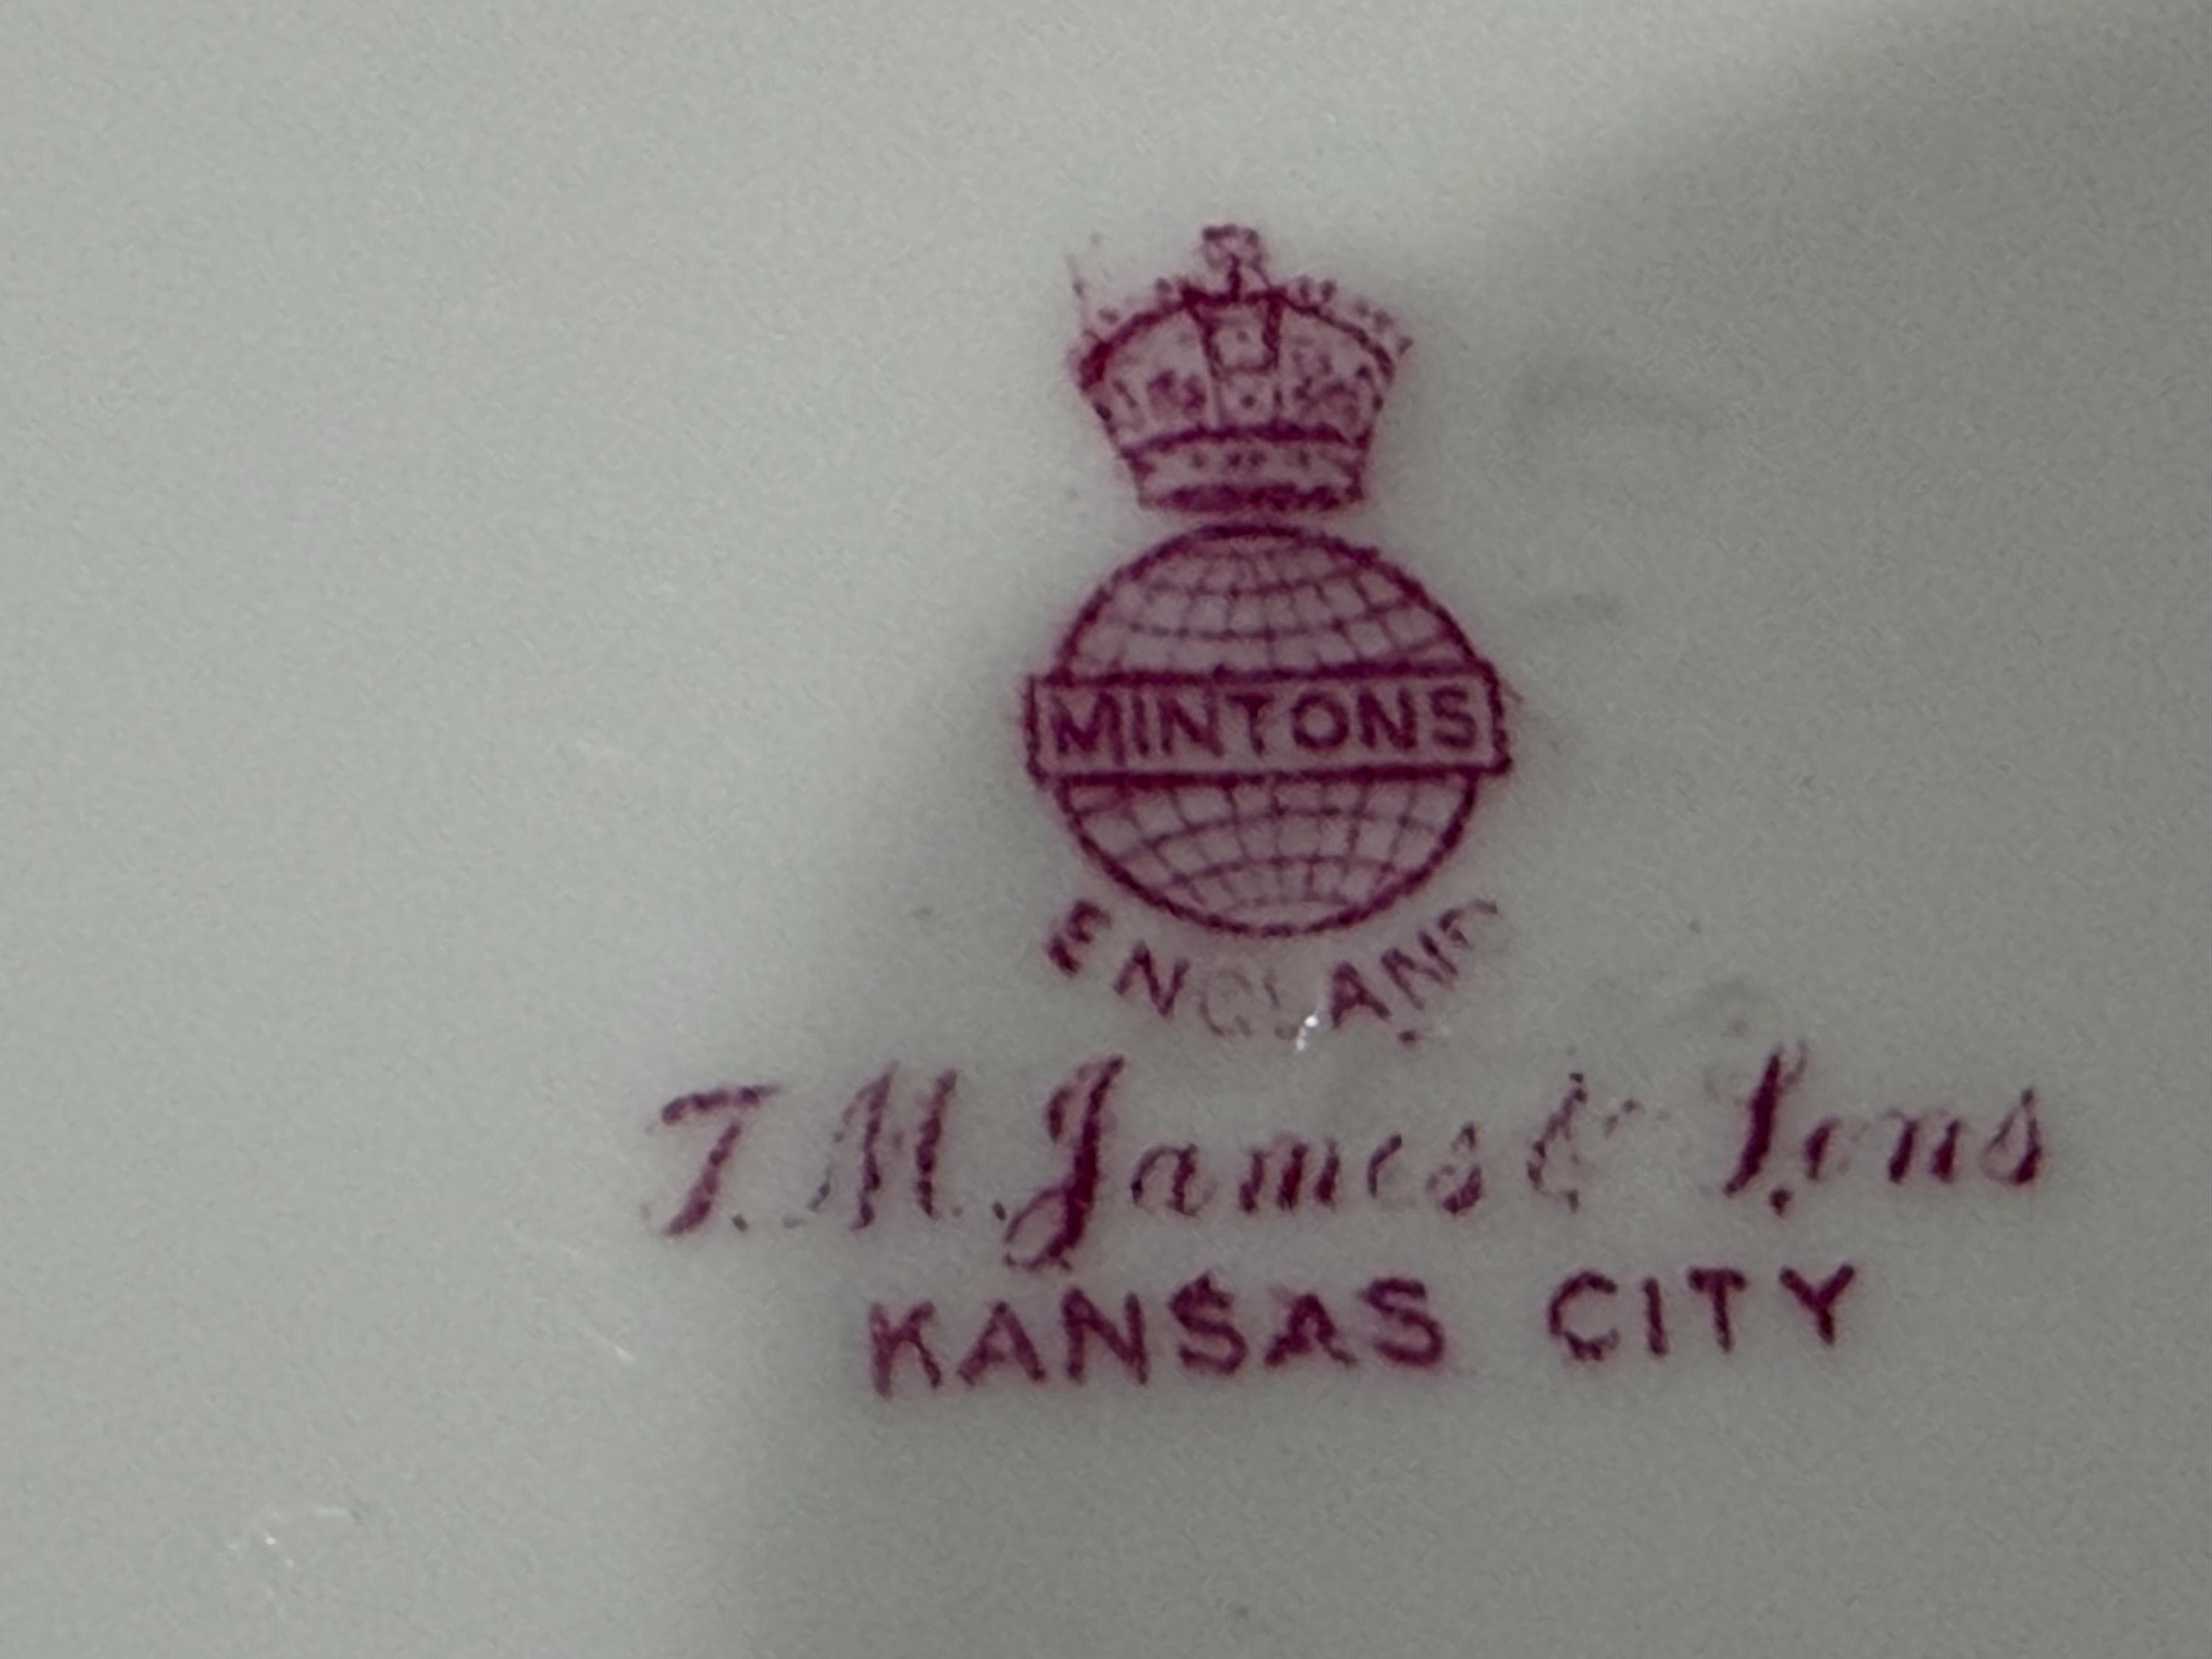 MINTONS
ENGLAND
T. M. James & Sons
KANSAS CITY